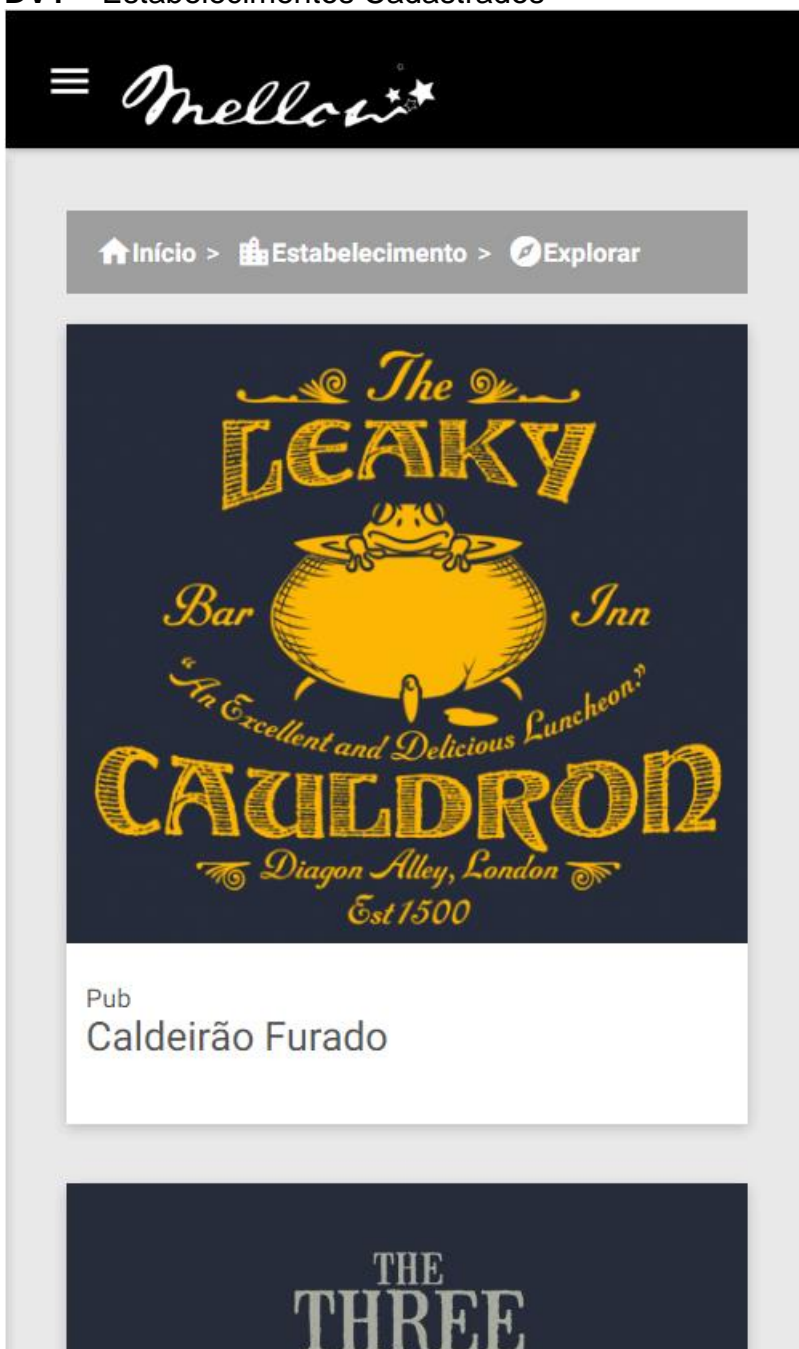 Estabelecimentos Cadastrados
Mellow
Início > Estabelecimento > Explorar
The
LEAKY
Bar Inn
“An Excellent and Delicious Luncheon.”
CAULDRON
Diagon Alley, London
Est 1500
Pub
Caldeirão Furado
THE
THREE